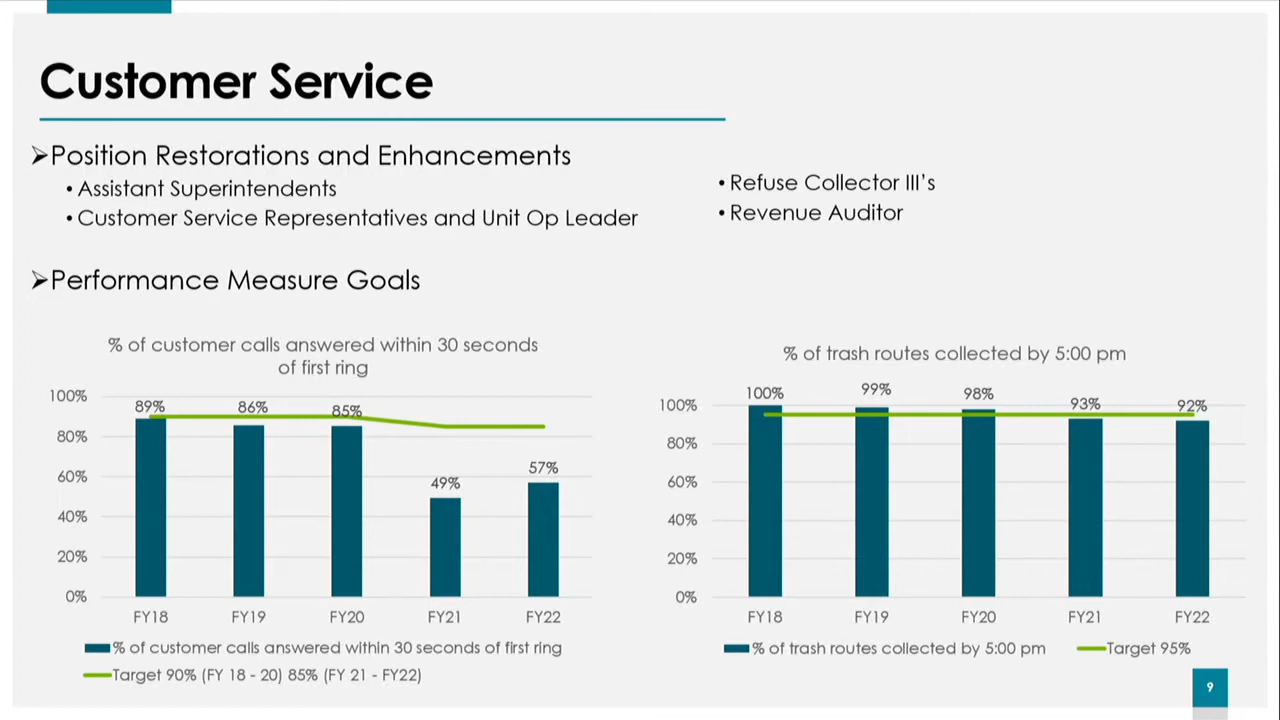 Customer Service
➢Position Restorations and Enhancements
• Assistant Superintendents
• Customer Service Representatives and Unit Op Leader
• Refuse Collector III’s
• Revenue Auditor
➢Performance Measure Goals
% of customer calls answered within 30 seconds
of first ring
100%
80%
60%
40%
20%
0%
89%
86%
85%
49%
57%
FY18
FY19
FY20
FY21
FY22
% of customer calls answered within 30 seconds of first ring
Target 90% (FY 18 - 20) 85% (FY 21 - FY22)
% of trash routes collected by 5:00 pm
100%
80%
60%
40%
20%
0%
100%
99%
98%
93%
92%
FY18
FY19
FY20
FY21
FY22
% of trash routes collected by 5:00 pm
Target 95%
9